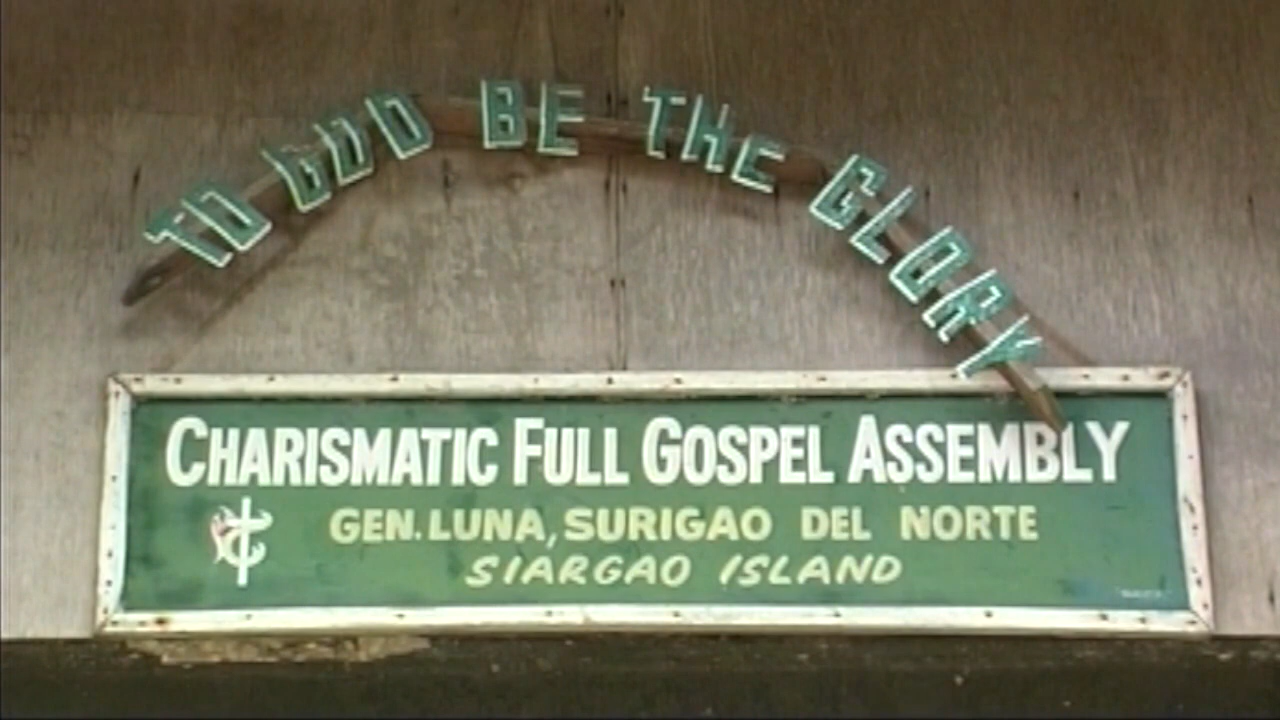 TO GOD BE THE GLORY
CHARISMATIC FULL GOSPEL ASSEMBLY
GEN. LUNA, SURIGAO DEL NORTE
SIARGAO ISLAND